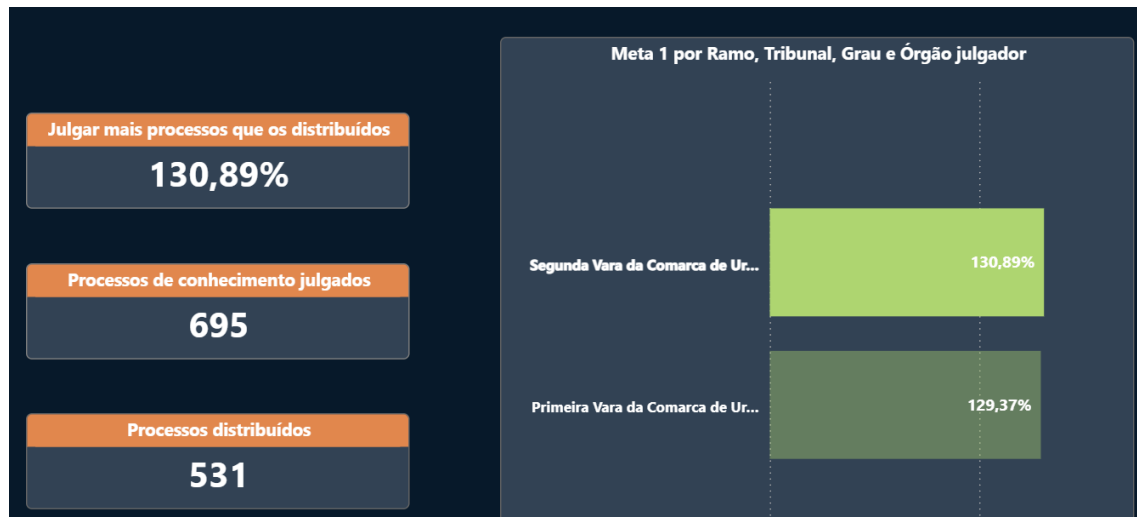 Julgar mais processos que os distribuídos
130,89%
Processos de conhecimento julgados
695
Processos distribuídos
531
Meta 1 por Ramo, Tribunal, Grau e Órgão julgador
Segunda Vara da Comarca de Ur...
130,89%
Primeira Vara da Comarca de Ur...
129,37%